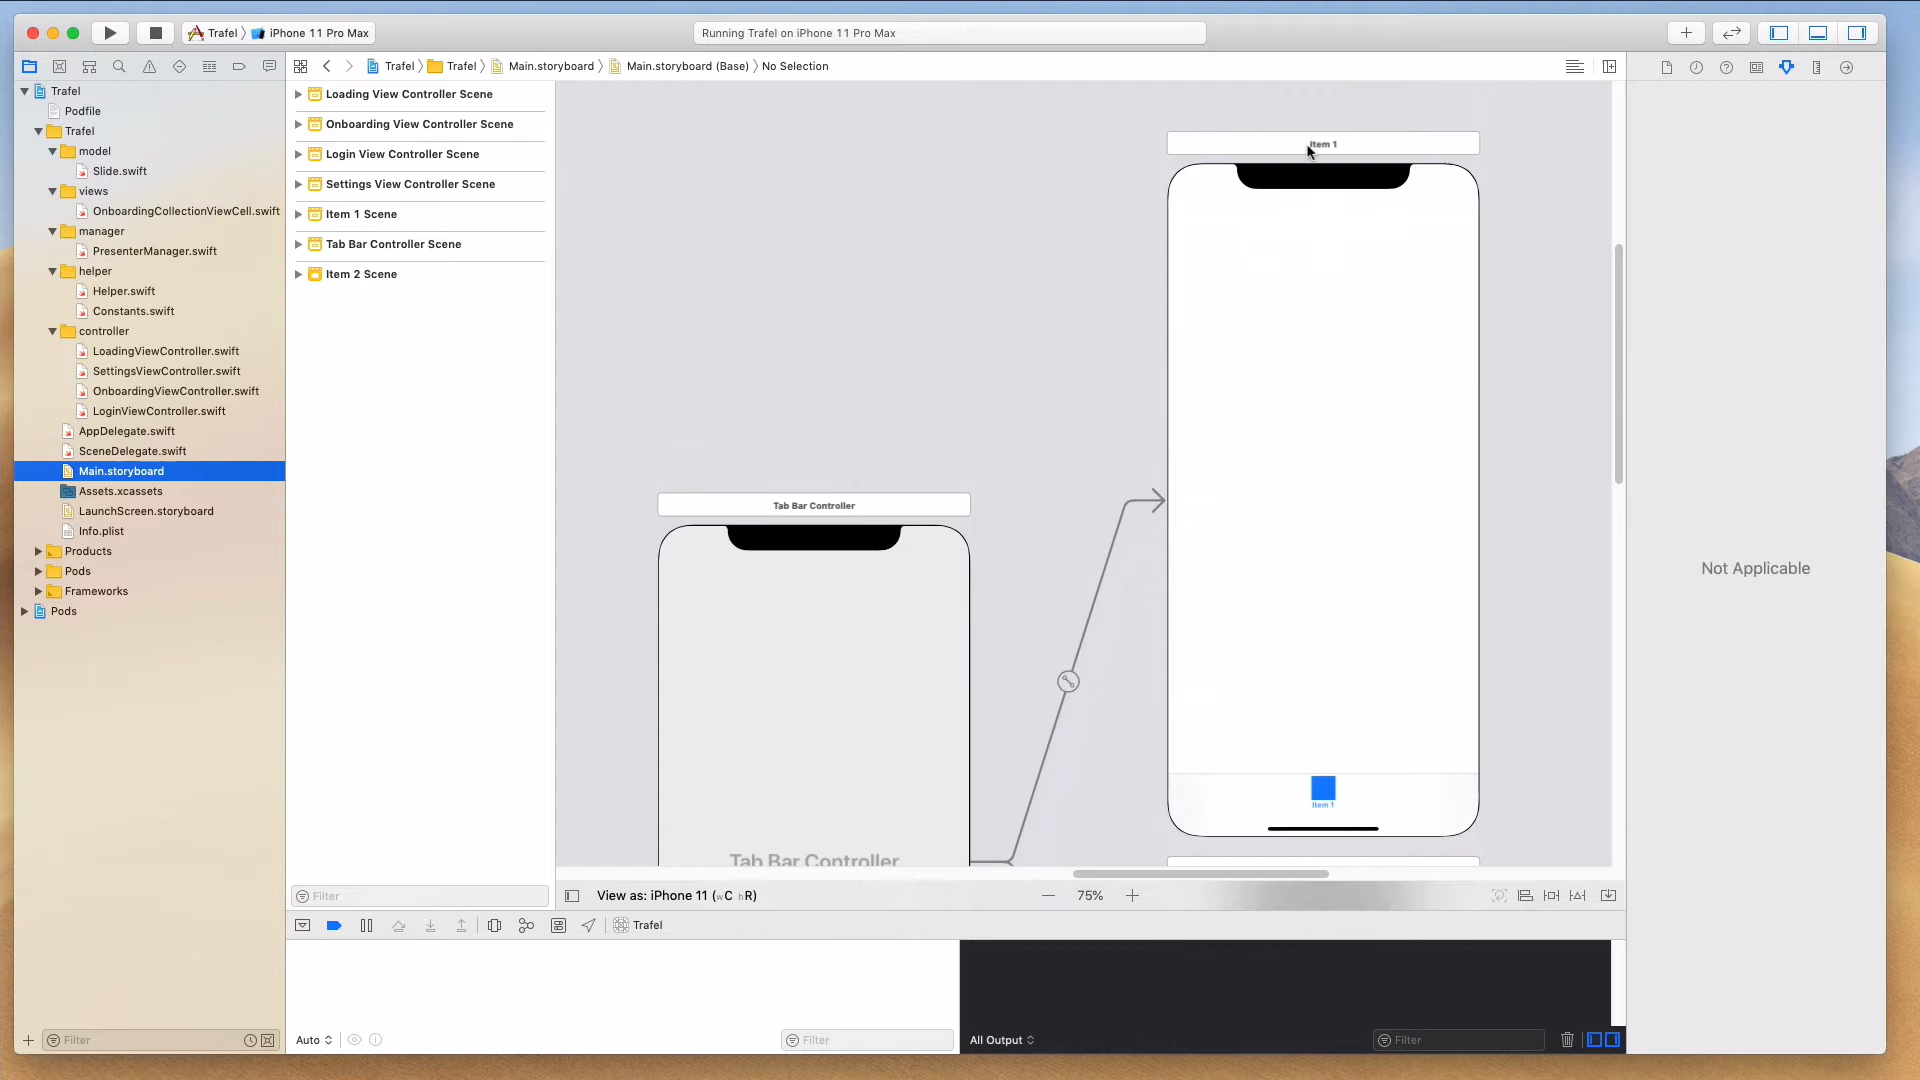 Trafel iPhone 11 Pro Max
Running Trafel on iPhone 11 Pro Max
Trafel Trafel Main.storyboard Main.storyboard (Base) No Selection
Trafel
Podfile
Trafel
model
Slide.swift
views
OnboardingCollectionViewCell.swift
manager
PresenterManager.swift
helper
Helper.swift
Constants.swift
controller
LoadingViewController.swift
SettingsViewController.swift
OnboardingViewController.swift
LoginViewController.swift
AppDelegate.swift
SceneDelegate.swift
Main.storyboard
Assets.xcassets
LaunchScreen.storyboard
Info.plist
Products
Pods
Frameworks
Pods
Filter
Loading View Controller Scene
Onboarding View Controller Scene
Login View Controller Scene
Settings View Controller Scene
Item 1 Scene
Tab Bar Controller Scene
Item 2 Scene
Filter
Item 1
Item 1
Tab Bar Controller
Tab Bar Controller
View as: iPhone 11 (wC hR)
75%
Trafel
Auto
Filter
All Output
Filter
Not Applicable